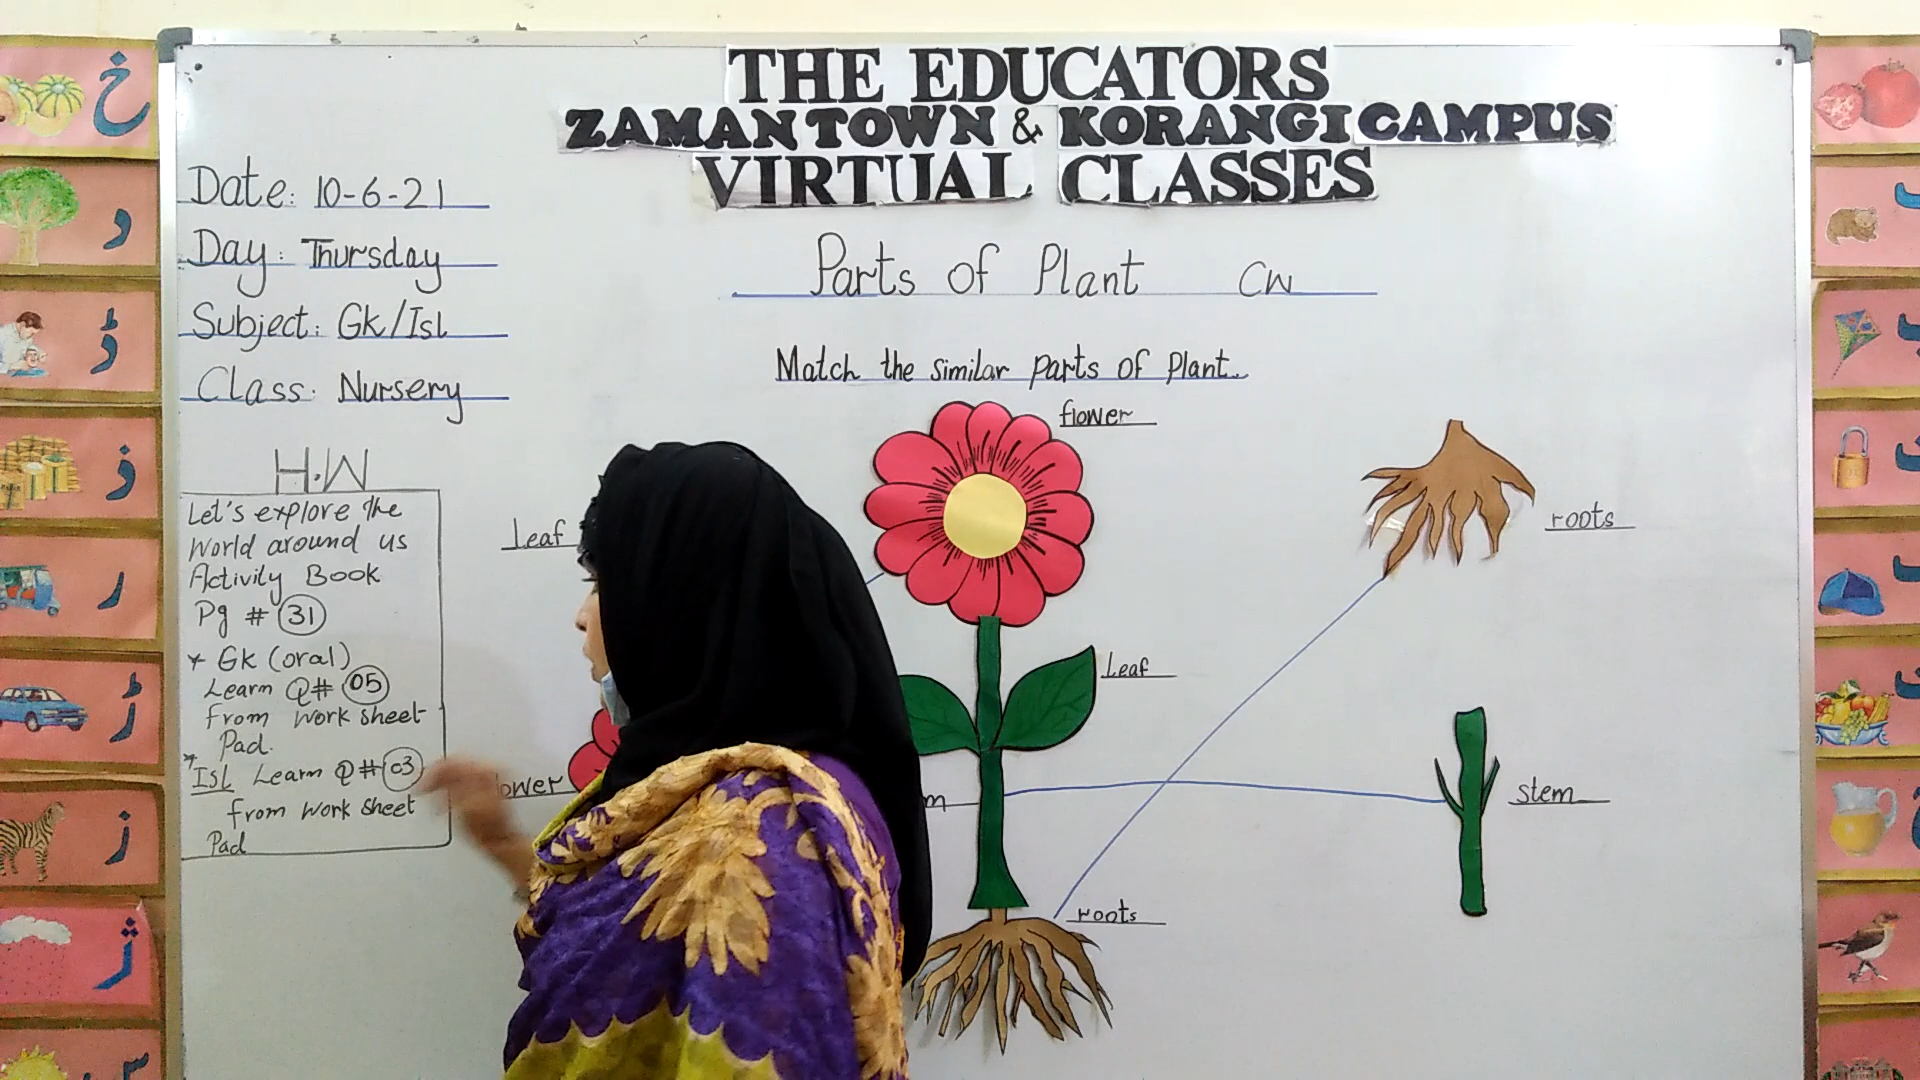 THE EDUCATORS
ZAMAN TOWN & KORANGI CAMPUS
VIRTUAL CLASSES
Date: 10-6-21
Day: Thursday
Subject: Gk/Isl
Class: Nursery
Parts of Plant CW
Match the similar parts of Plant.
H.W
Let's explore the
World around us
Activity Book
Pg # 31
* Gk (oral)
Learn Q# 05
from work sheet
Pad.
* Isl Learn Q# 03
from work sheet
Pad
flower
Leaf
roots
Leaf
stem
roots
خ
د
ڈ
ذ
ر
ڑ
ز
ژ